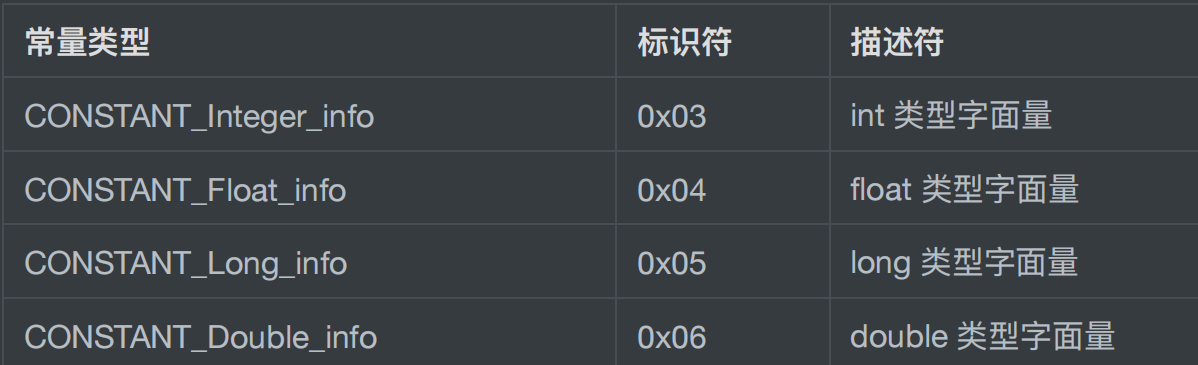 常量类型 标识符 描述符
CONSTANT_Integer_info 0x03 int 类型字面量
CONSTANT_Float_info 0x04 float 类型字面量
CONSTANT_Long_info 0x05 long 类型字面量
CONSTANT_Double_info 0x06 double 类型字面量